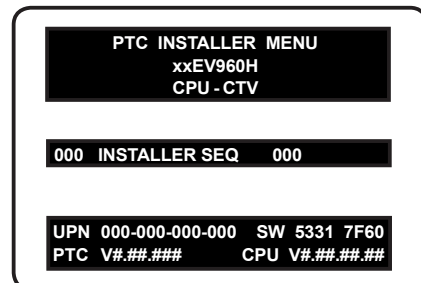 PTC INSTALLER MENU
xxEV960H
CPU - CTV
000 INSTALLER SEQ 000
UPN 000-000-000-000 SW 5331 7F60
PTC V#.##.### CPU V#.##.##.##